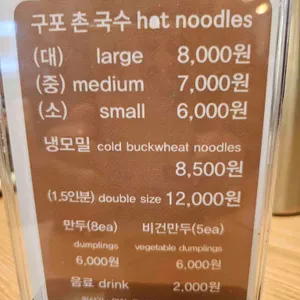 구포 촌 국수 hot noodles
(대) large 8,000원
(중) medium 7,000원
(소) small 6,000원
냉모밀 cold buckwheat noodles
8,500원
(1.5인분) double size 12,000원
만두(8ea) 비건만두(5ea)
dumplings vegetable dumplings
6,000원 6,000원
음료 drink 2,000원